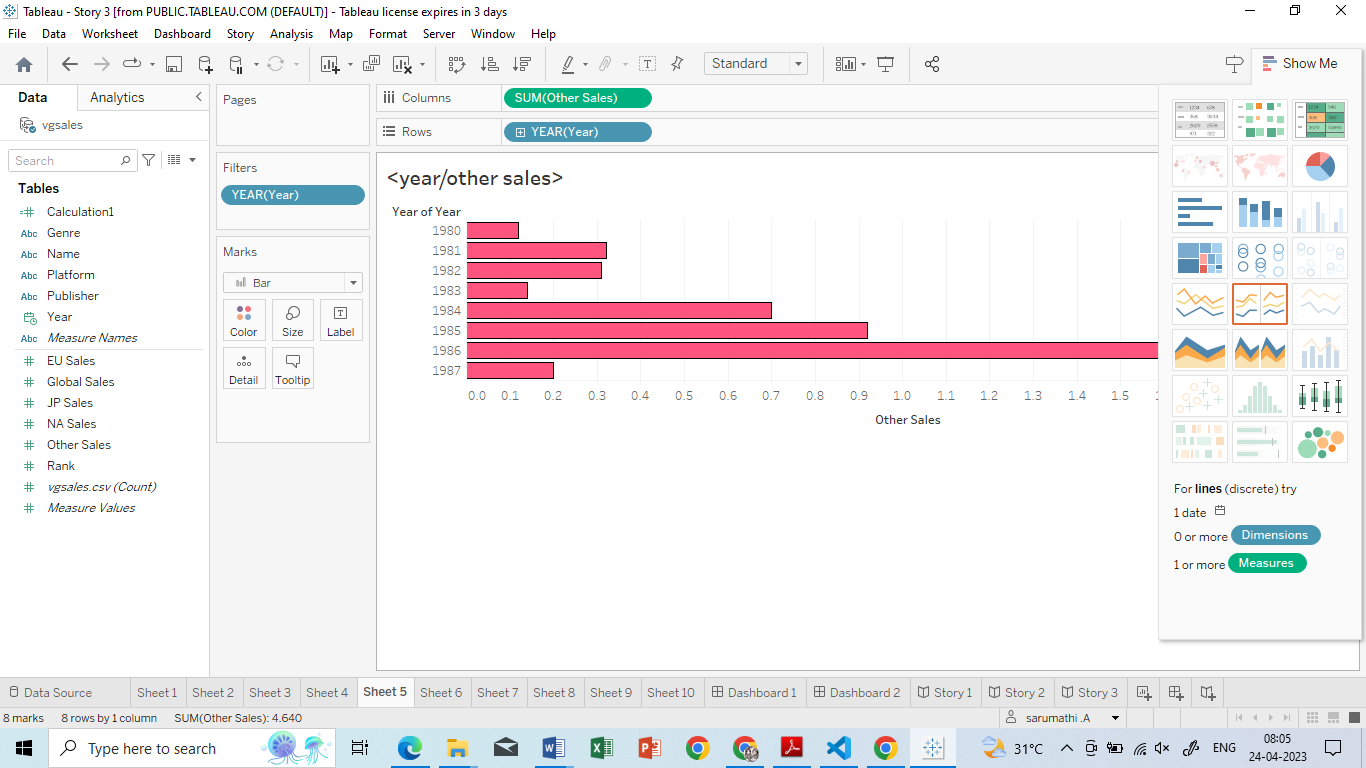 Tableau - Story 3 [from PUBLIC.TABLEAU.COM (DEFAULT)] - Tableau license expires in 3 days
File Data Worksheet Dashboard Story Analysis Map Format Server Window Help
Standard
Show Me
Data Analytics
vgsales
Search
Tables
Calculation1
Abc Genre
Abc Name
Abc Platform
Abc Publisher
Year
Abc Measure Names
EU Sales
Global Sales
JP Sales
NA Sales
Other Sales
Rank
vgsales.csv (Count)
Measure Values
Pages
Filters
YEAR(Year)
Marks
Bar
Color Size Label
Detail Tooltip
Columns SUM(Other Sales)
Rows YEAR(Year)
<year/other sales>
Year of Year
1980
1981
1982
1983
1984
1985
1986
1987
0.0 0.1 0.2 0.3 0.4 0.5 0.6 0.7 0.8 0.9 1.0 1.1 1.2 1.3 1.4 1.5
Other Sales
For lines (discrete) try
1 date
0 or more Dimensions
1 or more Measures
Data Source Sheet 1 Sheet 2 Sheet 3 Sheet 4 Sheet 5 Sheet 6 Sheet 7 Sheet 8 Sheet 9 Sheet 10 Dashboard 1 Dashboard 2 Story 1 Story 2 Story 3
8 marks 8 rows by 1 column SUM(Other Sales): 4.640 sarumathi .A
Type here to search 31°C ENG 08:05
24-04-2023